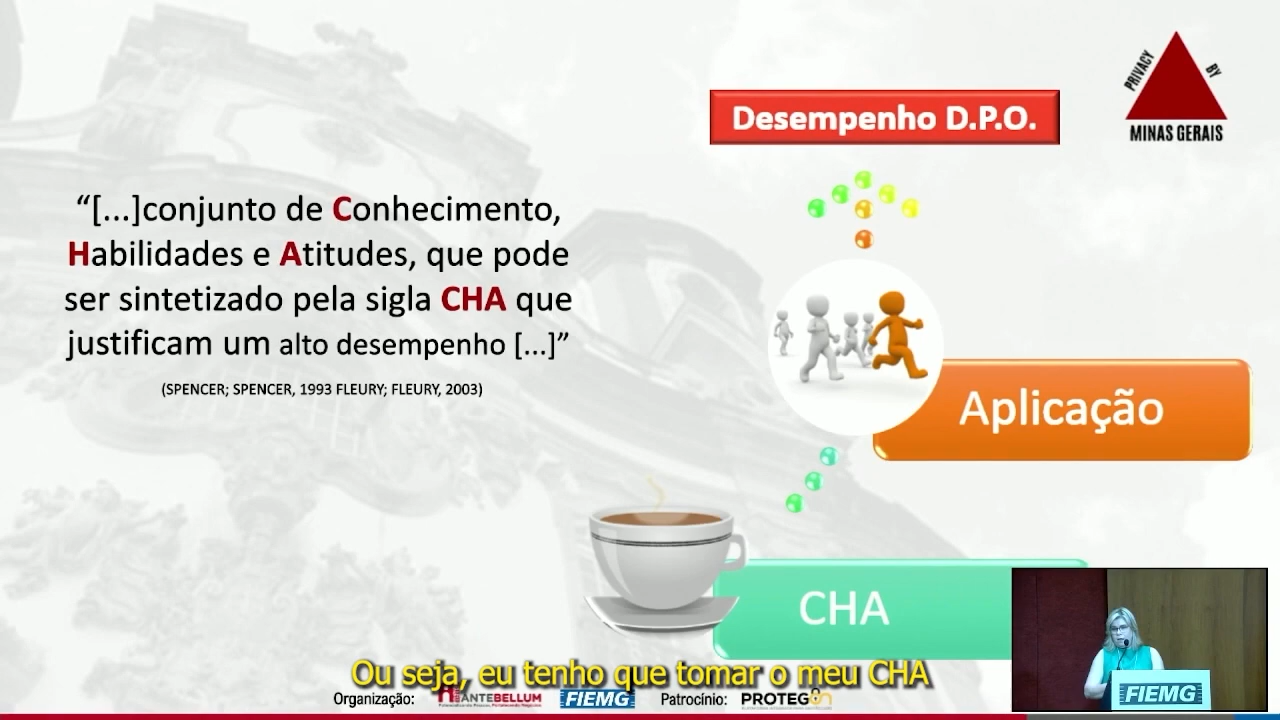 Desempenho D.P.O.
PRIVACY BY
MINAS GERAIS
“[...]conjunto de Conhecimento,
Habilidades e Atitudes, que pode
ser sintetizado pela sigla CHA que
justificam um alto desempenho [...]”
(SPENCER; SPENCER, 1993 FLEURY; FLEURY, 2003)
Aplicação
CHA
Ou seja, eu tenho que tomar o meu CHA
Organização:
ANTEBELLUM
FIEMG
Patrocínio:
PROTEGON
FIEMG